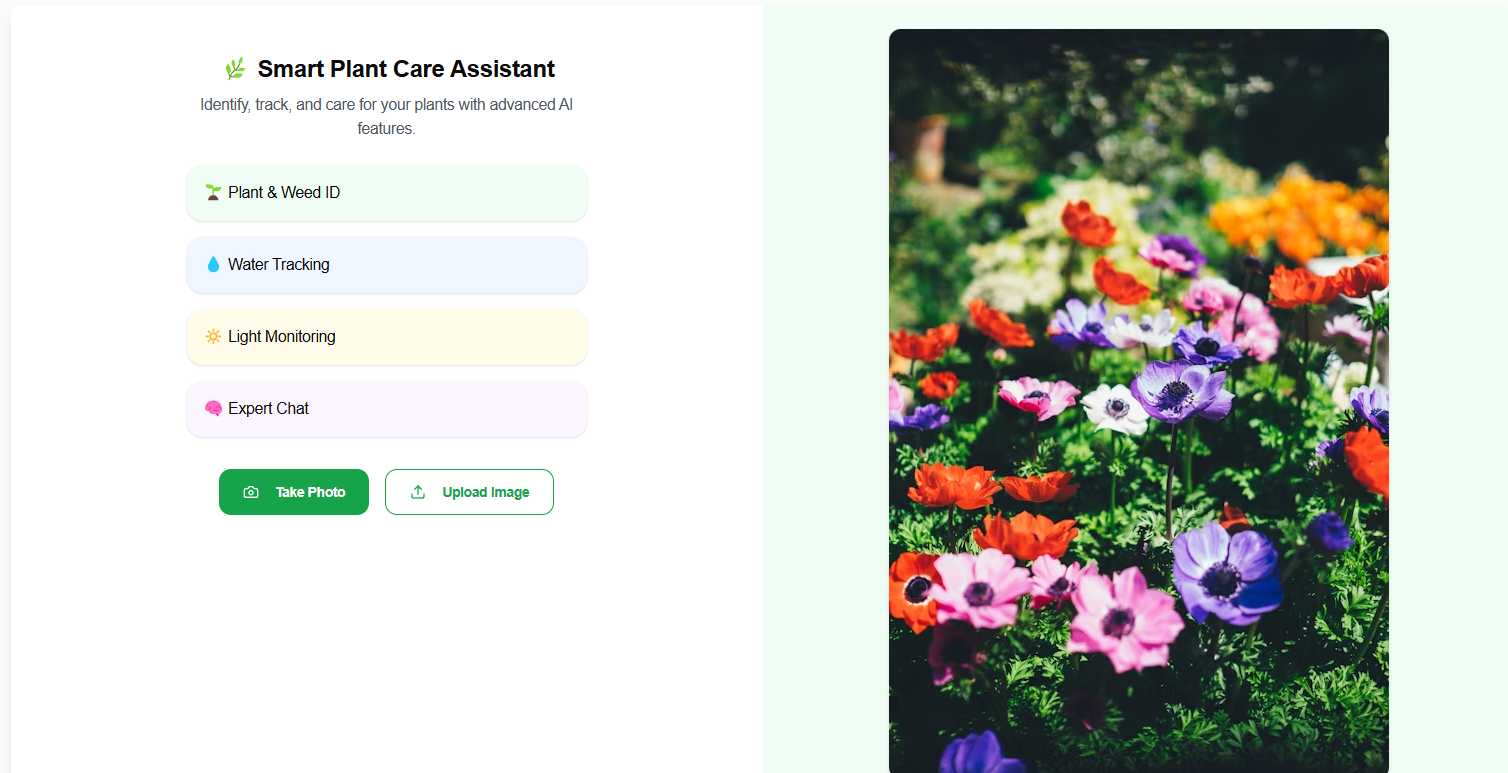 Smart Plant Care Assistant
Identify, track, and care for your plants with advanced AI
features.
Plant & Weed ID
Water Tracking
Light Monitoring
Expert Chat
Take Photo
Upload Image